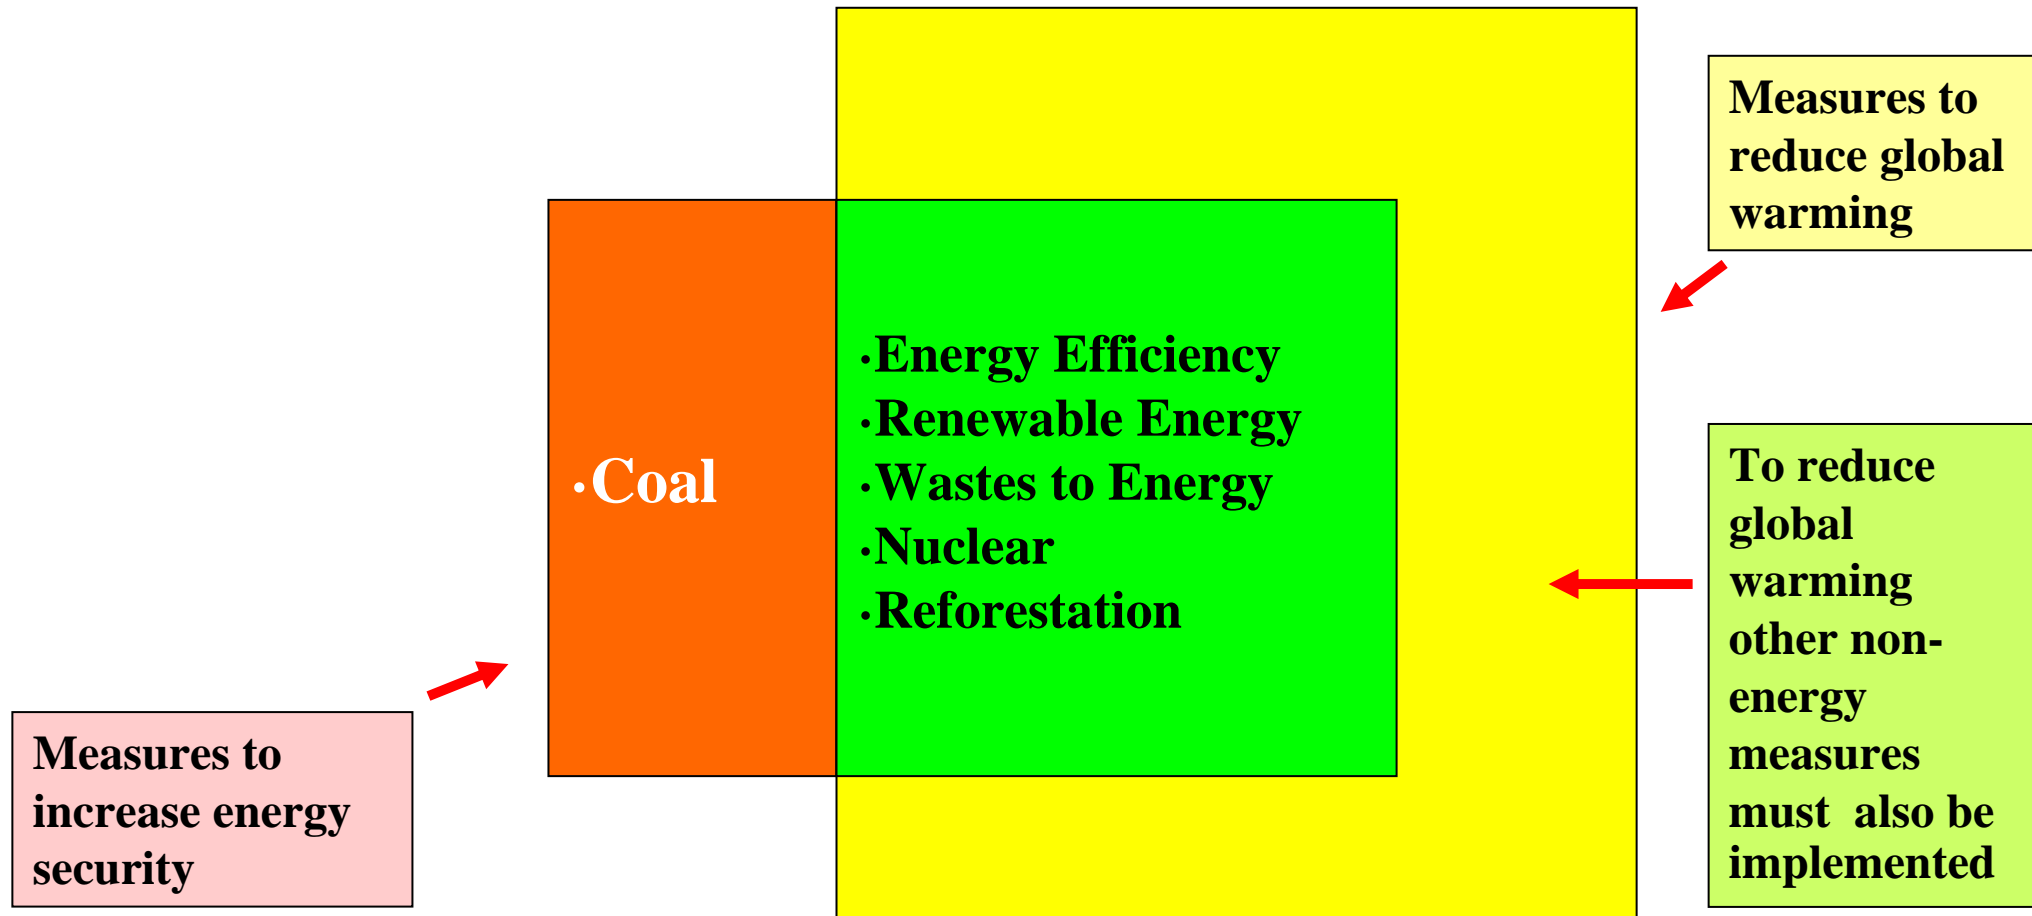 Measures to
reduce global
warming
·Energy Efficiency
·Renewable Energy
·Wastes to Energy
·Nuclear
·Reforestation
·Coal
To reduce
global
warming
other non-
energy
measures
must  also be
implemented
Measures to
increase energy
security